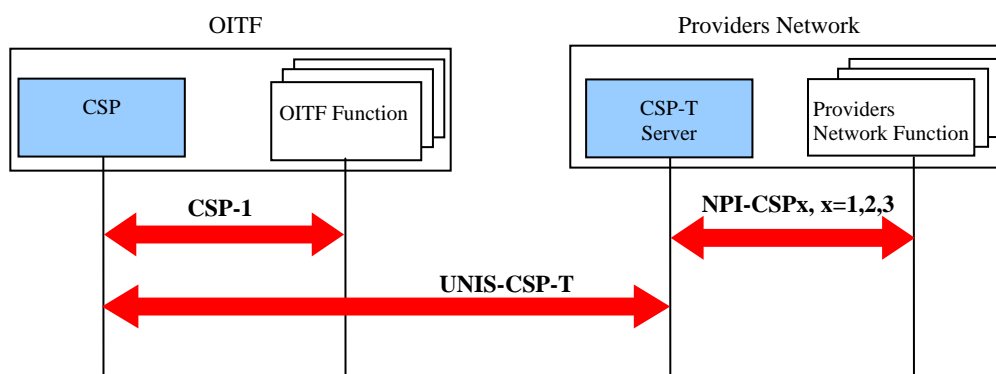 OITF
Providers Network
CSP
OITF Function
CSP-T
Server
Providers
Network Function
CSP-1
NPI-CSPx, x=1,2,3
UNIS-CSP-T